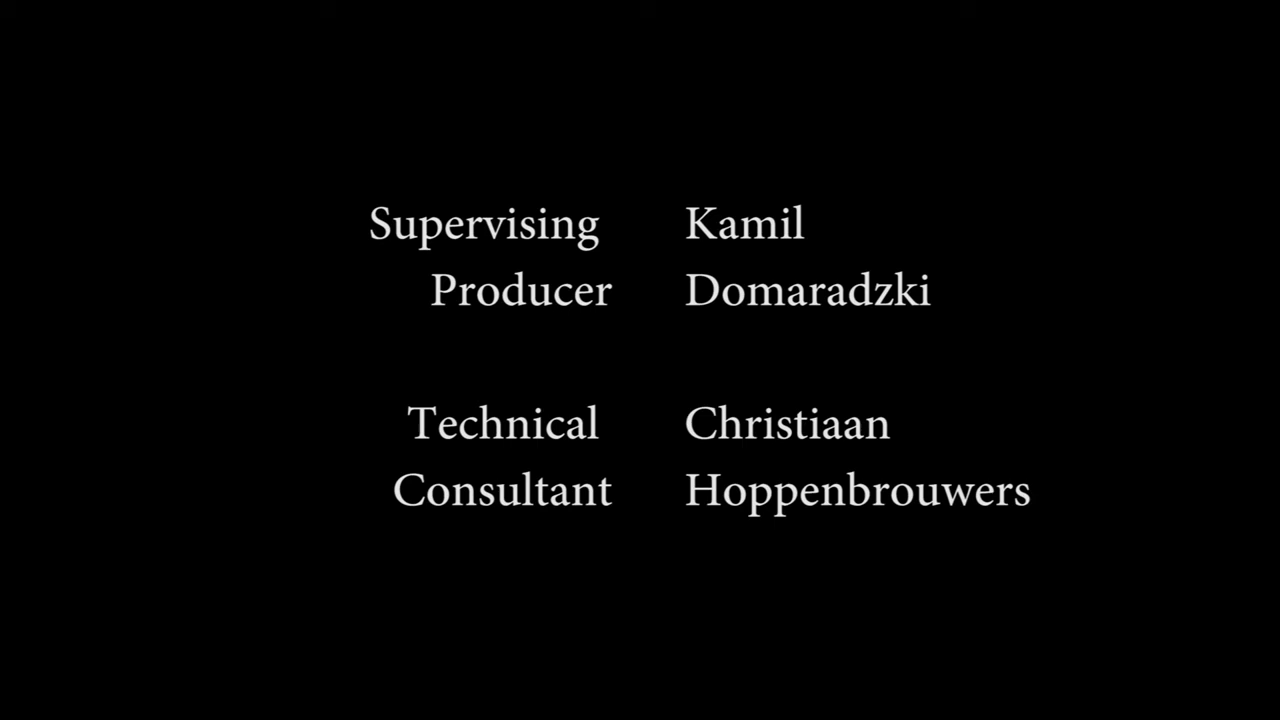 Supervising Kamil
Producer Domaradzki
Technical Christiaan
Consultant Hoppenbrouwers